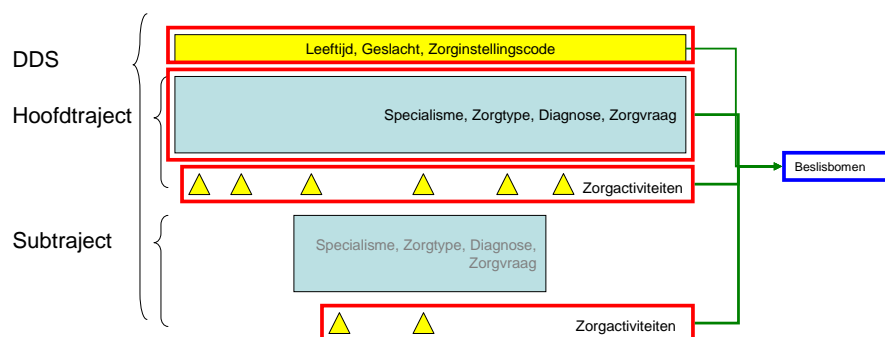 DDS
Leeftijd, Geslacht, Zorginstellingscode
Hoofdtraject
Specialisme, Zorgtype, Diagnose, Zorgvraag
Zorgactiviteiten
Beslisbomen
Subtraject
Specialisme, Zorgtype, Diagnose,
Zorgvraag
Zorgactiviteiten